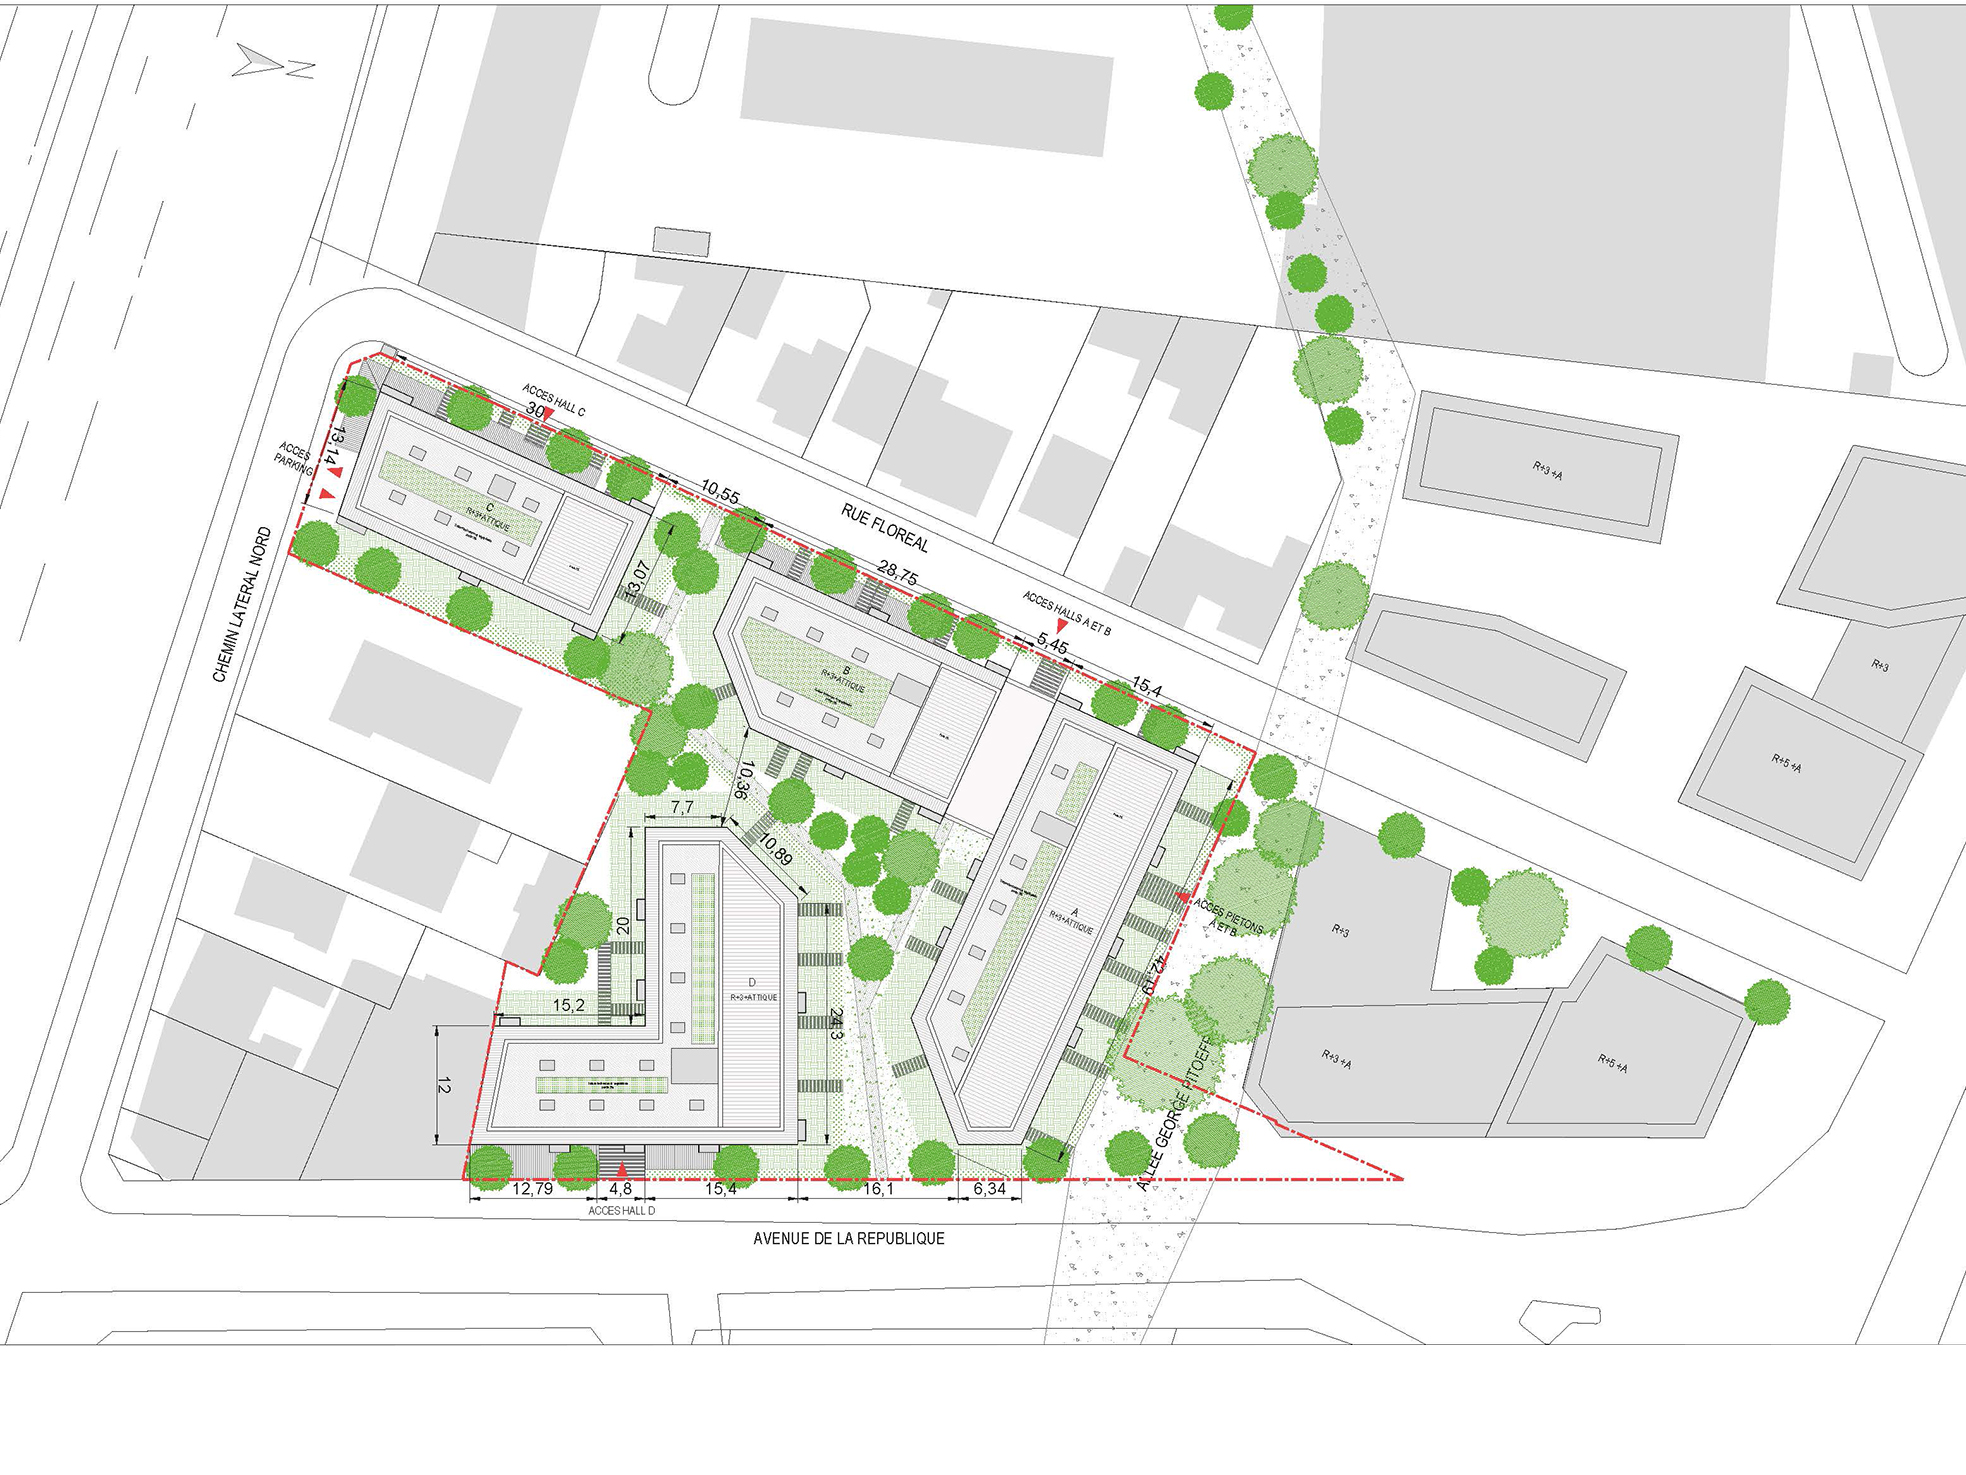 N
ACCES HALL C
30
13,14
ACCES
PARKING
10,55
RUE FLOREAL
R+3+A
C
R+3+ATTIQUE
28,75
13,07
CHEMIN LATERAL NORD
ACCES HALLS A ET B
5,45
15,4
R+3
B
R+3+ATTIQUE
R+5+A
10,36
7,7
10,89
A
R+3+ATTIQUE
ACCES PIETONS
A ET B
R+3
20
42,19
D
R+3+ATTIQUE
15,2
24,3
12
R+3+A
R+5+A
ALLEE GEORGE PITOEFF
12,79
4,8
15,4
16,1
6,34
ACCES HALL D
AVENUE DE LA REPUBLIQUE